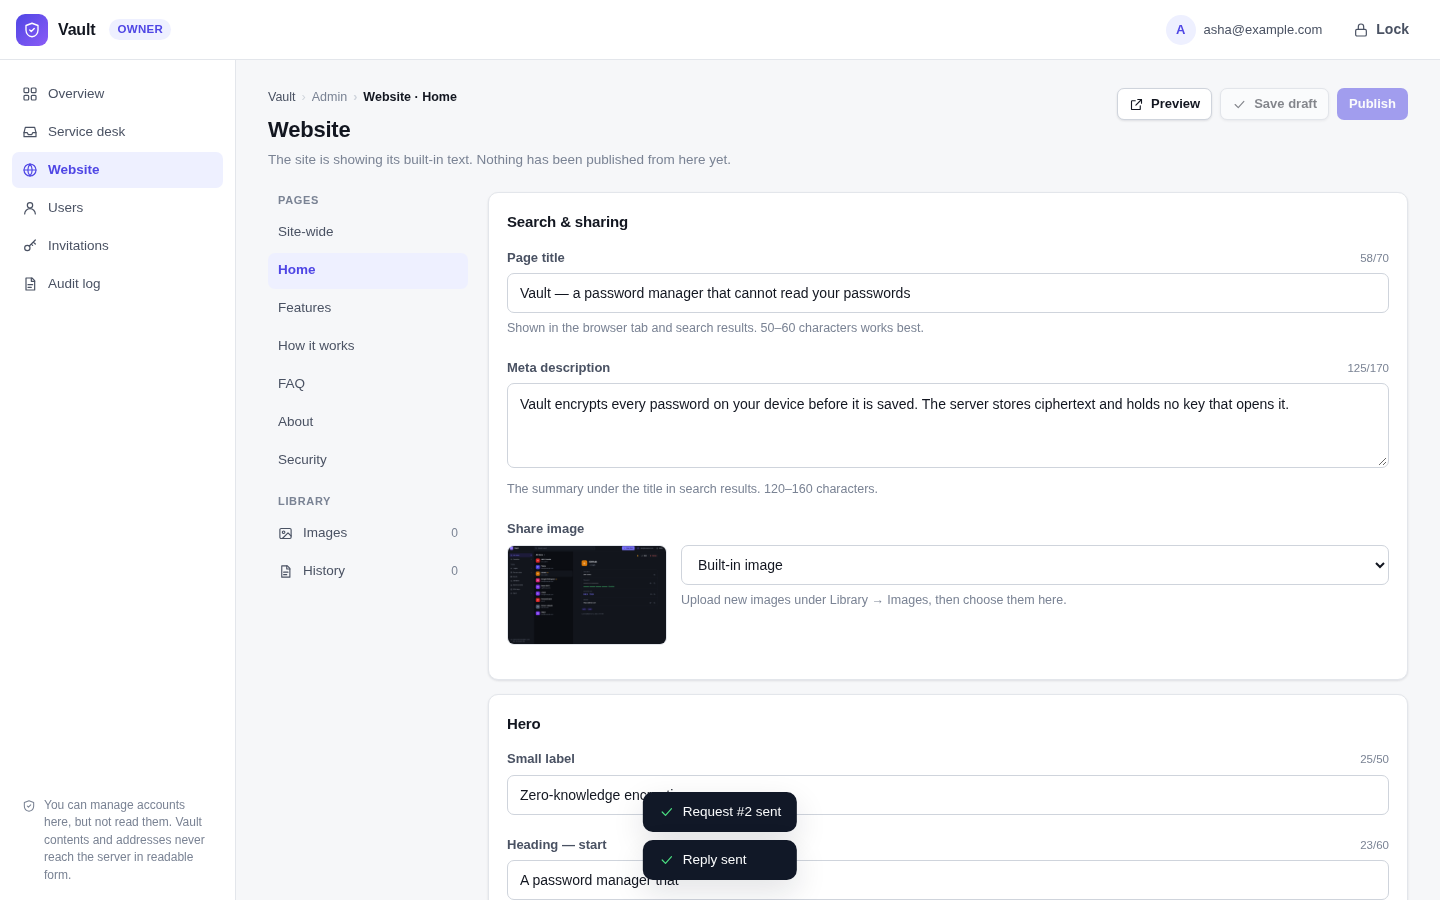 Vault OWNER
asha@example.com
Lock
Overview
Service desk
Website
Users
Invitations
Audit log
You can manage accounts
here, but not read them. Vault
contents and addresses never
reach the server in readable
form.
Vault › Admin › Website · Home
Website
The site is showing its built-in text. Nothing has been published from here yet.
Preview
Save draft
Publish
PAGES
Site-wide
Home
Features
How it works
FAQ
About
Security
LIBRARY
Images 0
History 0
Search & sharing
Page title 58/70
Vault — a password manager that cannot read your passwords
Shown in the browser tab and search results. 50–60 characters works best.
Meta description 125/170
Vault encrypts every password on your device before it is saved. The server stores ciphertext and holds no key that opens it.
The summary under the title in search results. 120–160 characters.
Share image
Built-in image
Upload new images under Library → Images, then choose them here.
Hero
Small label 25/50
Zero-knowledge
Request #2 sent
Heading — start 23/60
Reply sent
A password manager that